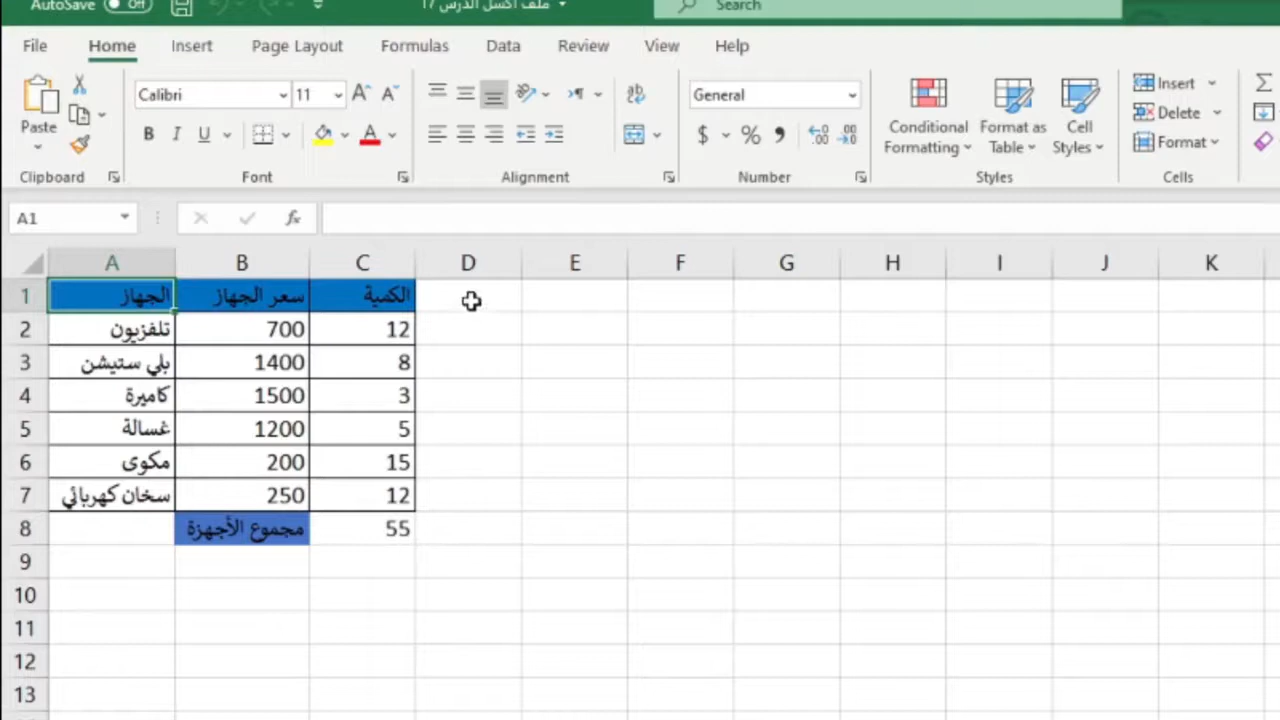 AutoSave Off ملف اكسل الدرس 17 Search
File Home Insert Page Layout Formulas Data Review View Help
Paste Calibri 11 General Conditional Formatting Format as Table Cell Styles Insert Delete Format
Clipboard Font Alignment Number Styles Cells
A1 fx
A B C D E F G H I J K
1 الجهاز سعر الجهاز الكمية
2 تلفزيون 700 12
3 بلي ستيشن 1400 8
4 كاميرة 1500 3
5 غسالة 1200 5
6 مكوى 200 15
7 سخان كهربائي 250 12
8 مجموع الأجهزة 55
9
10
11
12
13